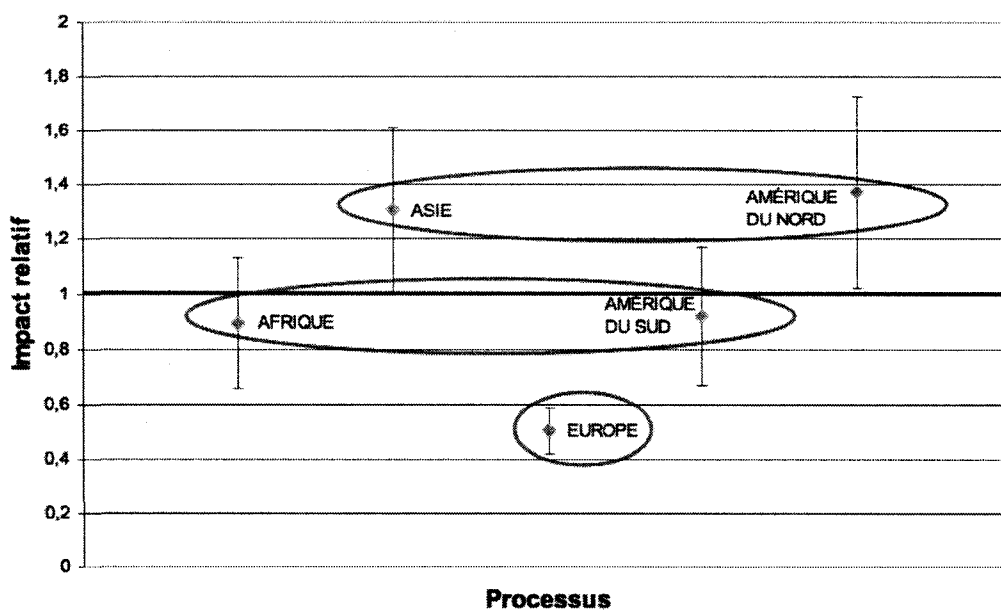 2
1,8
1,6
1,4
1,2
1
0,8
0,6
0,4
0,2
0
Impact relatif
ASIE
AMÉRIQUE
DU NORD
AFRIQUE
AMÉRIQUE
DU SUD
EUROPE
Processus